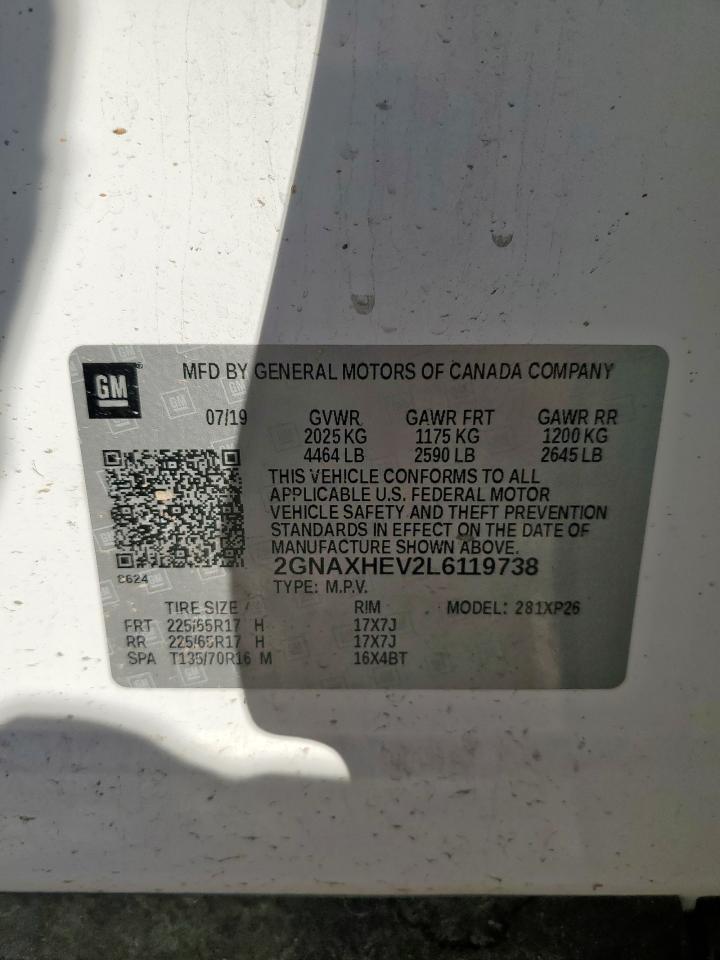 GM
MFD BY GENERAL MOTORS OF CANADA COMPANY
07/19 GVWR GAWR FRT GAWR RR
2025 KG 1175 KG 1200 KG
4464 LB 2590 LB 2645 LB
THIS VEHICLE CONFORMS TO ALL
APPLICABLE U.S. FEDERAL MOTOR
VEHICLE SAFETY AND THEFT PREVENTION
STANDARDS IN EFFECT ON THE DATE OF
MANUFACTURE SHOWN ABOVE.
2GNAXHEV2L6119738
TYPE: M.P.V.
TIRE SIZE RIM MODEL: 281XP26
FRT 225/65R17 H 17X7J
RR 225/65R17 H 17X7J
SPA T135/70R16 M 16X4BT